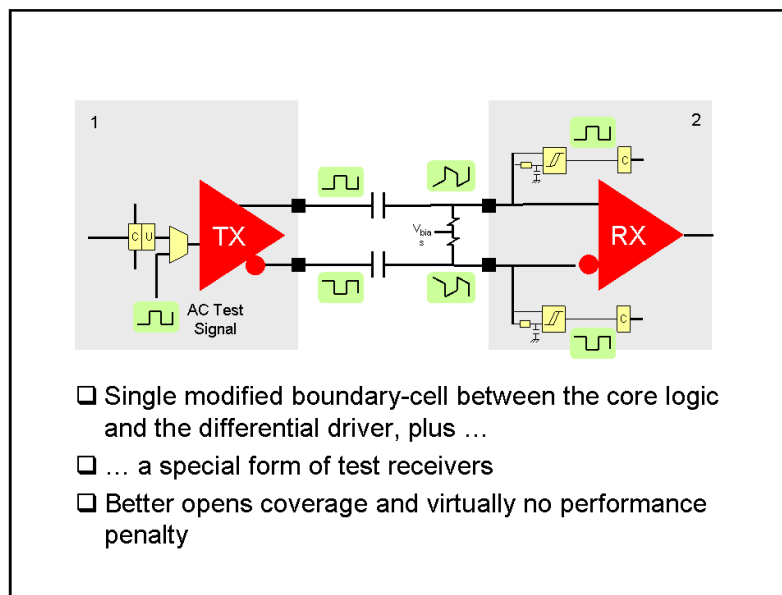 1
2
C
TX
RX
C U
V bia
s
AC Test
Signal
C
❑ Single modified boundary-cell between the core logic
and the differential driver, plus …
❑ … a special form of test receivers
❑ Better opens coverage and virtually no performance
penalty